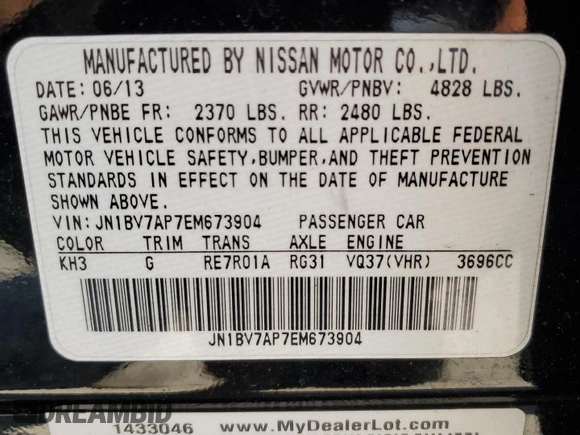 MANUFACTURED BY NISSAN MOTOR CO.,LTD.
DATE: 06/13 GVWR/PNBV: 4828 LBS.
GAWR/PNBE FR: 2370 LBS. RR: 2480 LBS.
THIS VEHICLE CONFORMS TO ALL APPLICABLE FEDERAL
MOTOR VEHICLE SAFETY,BUMPER,AND THEFT PREVENTION
STANDARDS IN EFFECT ON THE DATE OF MANUFACTURE
SHOWN ABOVE.
VIN: JN1BV7AP7EM673904 PASSENGER CAR
COLOR TRIM TRANS AXLE ENGINE
KH3 G RE7R01A RG31 VQ37(VHR) 3696CC
JN1BV7AP7EM673904
DREAMBID
1433046 www.MyDealerLot.com